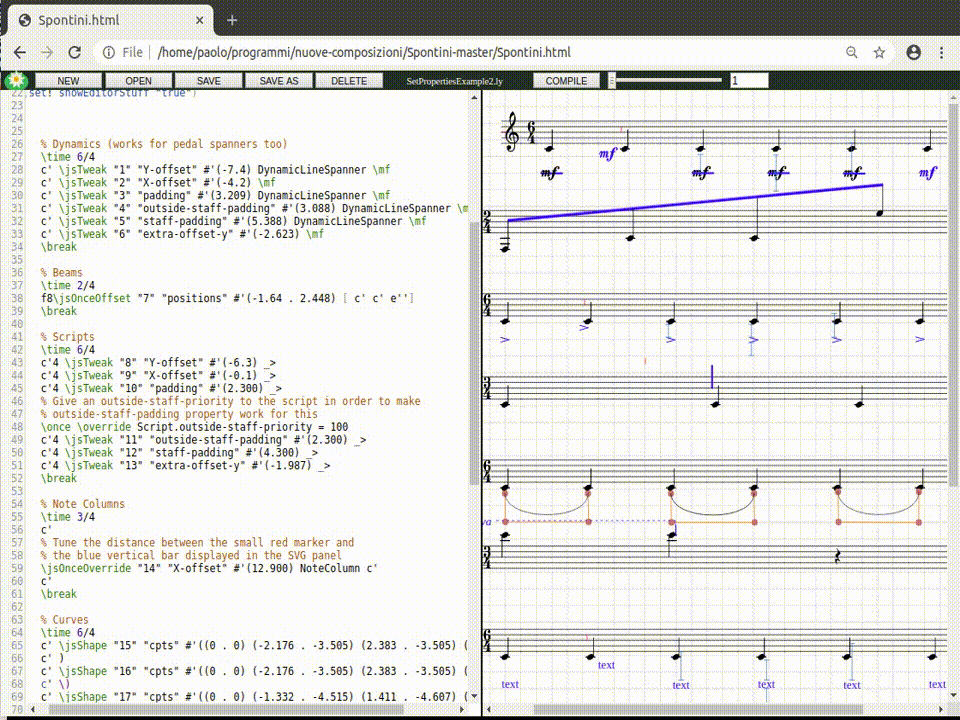 Spontini.html
File /home/paolo/programmi/nuove-composizioni/Spontini-master/Spontini.html
NEW OPEN SAVE SAVE AS DELETE SetPropertiesExample2.ly COMPILE 1
22 set! showEditorStuff "true")
23
24
25
26 % Dynamics (works for pedal spanners too)
27 \time 6/4
28 c' \jsTweak "1" "Y-offset" #'(-7.4) DynamicLineSpanner \mf
29 c' \jsTweak "2" "X-offset" #'(-4.2) \mf
30 c' \jsTweak "3" "padding" #'(3.209) DynamicLineSpanner \mf
31 c' \jsTweak "4" "outside-staff-padding" #'(3.088) DynamicLineSpanner \m
32 c' \jsTweak "5" "staff-padding" #'(5.388) DynamicLineSpanner \mf
33 c' \jsTweak "6" "extra-offset-y" #'(-2.623) \mf
34 \break
35
36 % Beams
37 \time 2/4
38 f8\jsOnceOffset "7" "positions" #'(-1.64 . 2.448) [ c' c' e'']
39 \break
40
41 % Scripts
42 \time 6/4
43 c'4 \jsTweak "8" "Y-offset" #'(-6.3) _>
44 c'4 \jsTweak "9" "X-offset" #'(-0.1) _>
45 c'4 \jsTweak "10" "padding" #'(2.300) _>
46 % Give an outside-staff-priority to the script in order to make
47 % outside-staff-padding property work for this
48 \once \override Script.outside-staff-priority = 100
49 c'4 \jsTweak "11" "outside-staff-padding" #'(2.300) _>
50 c'4 \jsTweak "12" "staff-padding" #'(4.300) _>
51 c'4 \jsTweak "13" "extra-offset-y" #'(-1.987) _>
52 \break
53
54 % Note Columns
55 \time 3/4
56 c'
57 % Tune the distance between the small red marker and
58 % the blue vertical bar displayed in the SVG panel
59 \jsOnceOverride "14" "X-offset" #'(12.900) NoteColumn c'
60 c'
61 \break
62
63 % Curves
64 \time 6/4
65 c' \jsShape "15" "cpts" #'((0 . 0) (-2.176 . -3.505) (2.383 . -3.505) (
66 c' )
67 c' \jsShape "16" "cpts" #'((0 . 0) (-2.176 . -3.505) (2.383 . -3.505) (
68 c' \)
69 c' \jsShape "17" "cpts" #'((0 . 0) (-1.332 . -4.515) (1.411 . -4.607) (
70
6 4
mf
mf mf mf mf mf
2 4
6 4
3 4
6 4
va
3 4
6 4
text
text text text text text